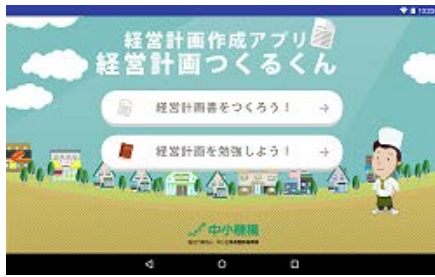 経営計画作成アプリ
経営計画つくるくん
経営計画書をつくろう!
経営計画を勉強しよう!
中小機構